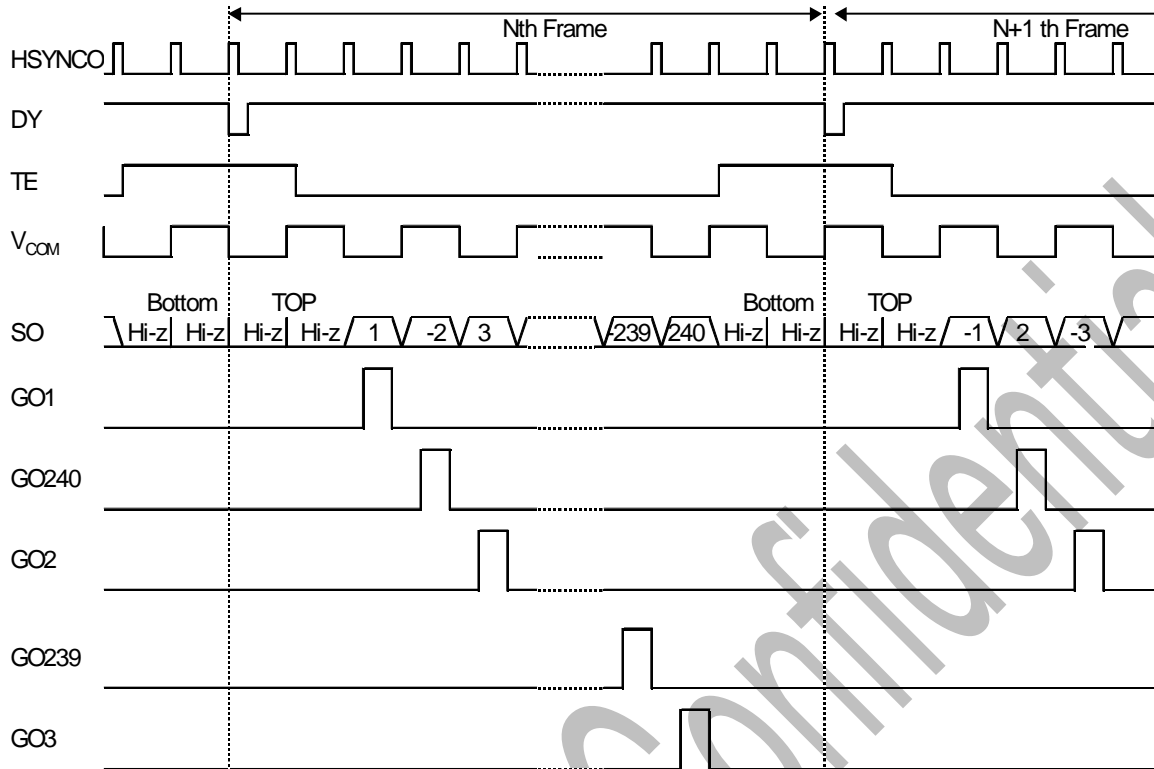 Nth Frame N+1 th Frame
HSYNCO
DY
TE
VCOM
Bottom TOP Bottom TOP
SO Hi-z Hi-z Hi-z Hi-z 1 -2 3 -239 240 Hi-z Hi-z Hi-z Hi-z -1 2 -3
GO1
GO240
GO2
GO239
GO3
Confidential